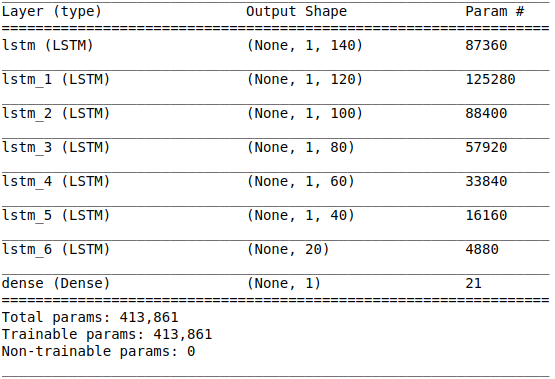 Layer (type) Output Shape Param #
=================================================================
lstm (LSTM) (None, 1, 140) 87360
lstm_1 (LSTM) (None, 1, 120) 125280
lstm_2 (LSTM) (None, 1, 100) 88400
lstm_3 (LSTM) (None, 1, 80) 57920
lstm_4 (LSTM) (None, 1, 60) 33840
lstm_5 (LSTM) (None, 1, 40) 16160
lstm_6 (LSTM) (None, 20) 4880
dense (Dense) (None, 1) 21
=================================================================
Total params: 413,861
Trainable params: 413,861
Non-trainable params: 0